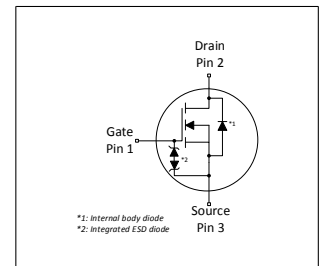 Drain
Pin 2
*1
Gate
Pin 1
*2
Source
Pin 3
*1: Internal body diode
*2: Integrated ESD diode